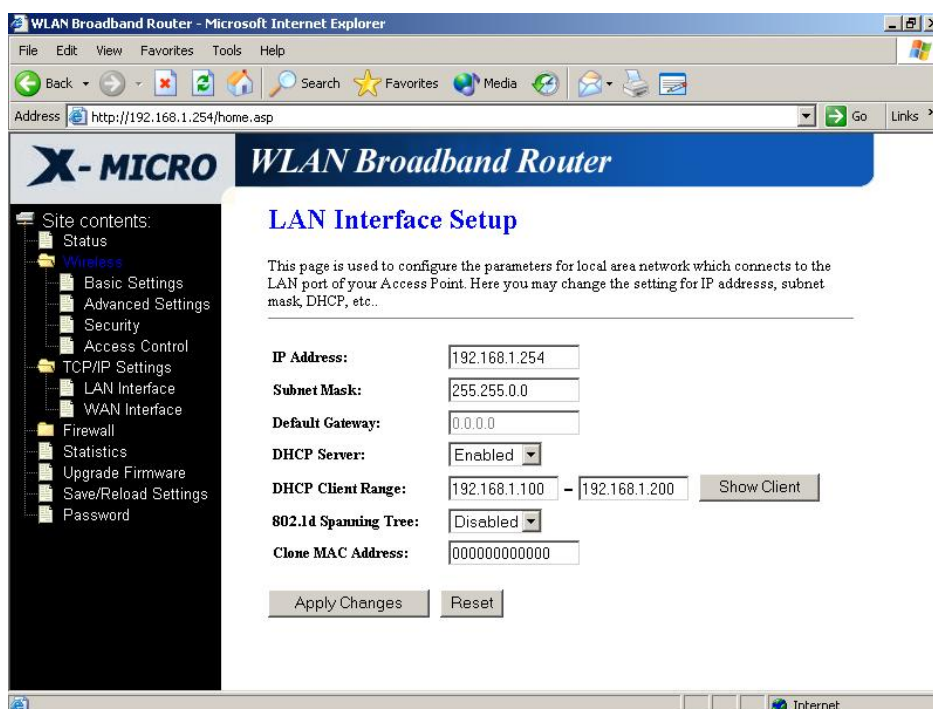 WLAN Broadband Router - Microsoft Internet Explorer
File Edit View Favorites Tools Help
Back Search Favorites Media
Address http://192.168.1.254/home.asp Go Links
X-MICRO WLAN Broadband Router
Site contents:
Status
Wireless
Basic Settings
Advanced Settings
Security
Access Control
TCP/IP Settings
LAN Interface
WAN Interface
Firewall
Statistics
Upgrade Firmware
Save/Reload Settings
Password
LAN Interface Setup
This page is used to configure the parameters for local area network which connects to the
LAN port of your Access Point. Here you may change the setting for IP addresss, subnet
mask, DHCP, etc..
IP Address: 192.168.1.254
Subnet Mask: 255.255.0.0
Default Gateway: 0.0.0.0
DHCP Server: Enabled
DHCP Client Range: 192.168.1.100 – 192.168.1.200 Show Client
802.1d Spanning Tree: Disabled
Clone MAC Address: 000000000000
Apply Changes Reset
Internet